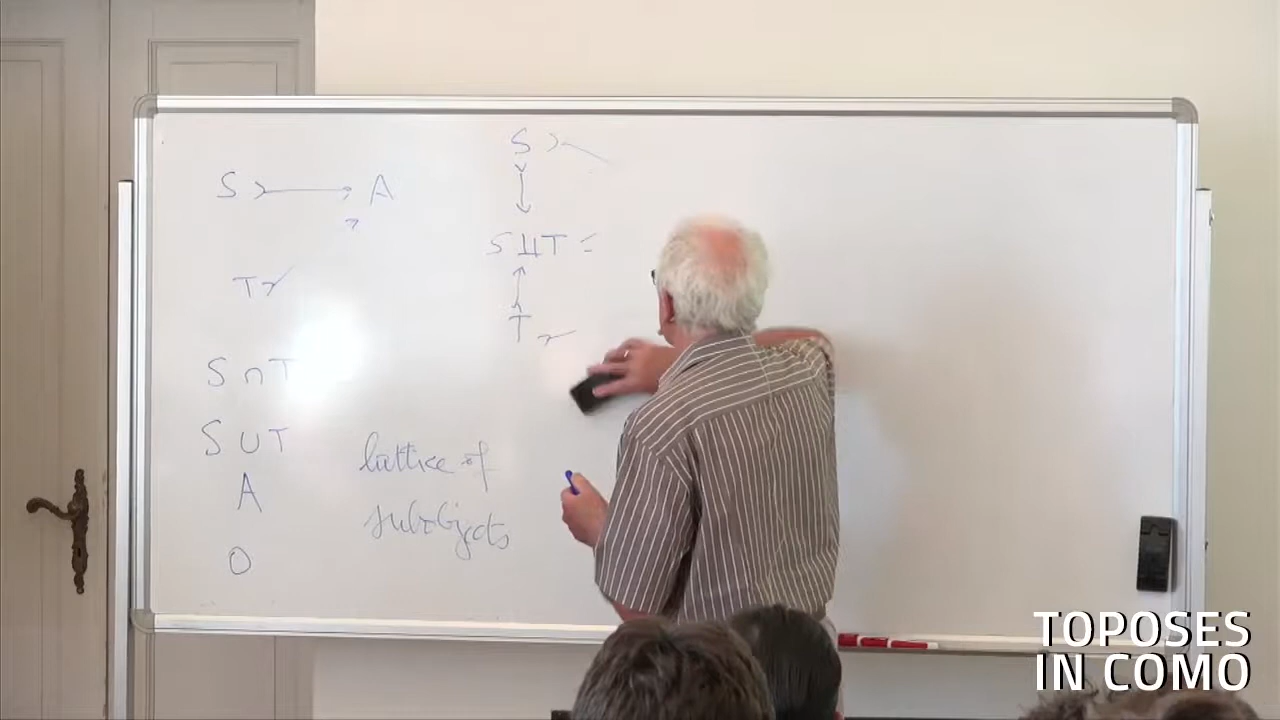 S ↣ A
T
S ∩ T
S ∪ T
A
0
lattice of
subobjects
S
↓
S ⨿ T
↑
T
TOPOSES
IN COMO